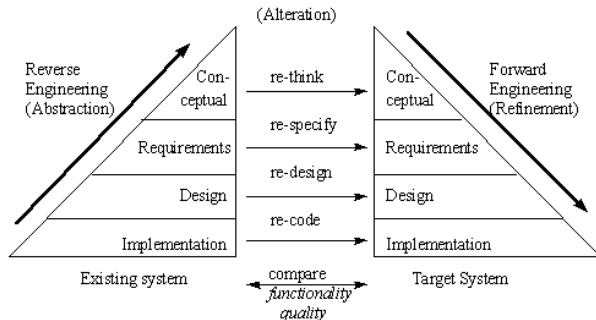 (Alteration)
Reverse
Engineering
(Abstraction)
Con-
ceptual
Requirements
Design
Implementation
re-think
re-specify
re-design
re-code
Con-
ceptual
Requirements
Design
Implementation
Forward
Engineering
(Refinement)
Existing system
compare
functionality
quality
Target System